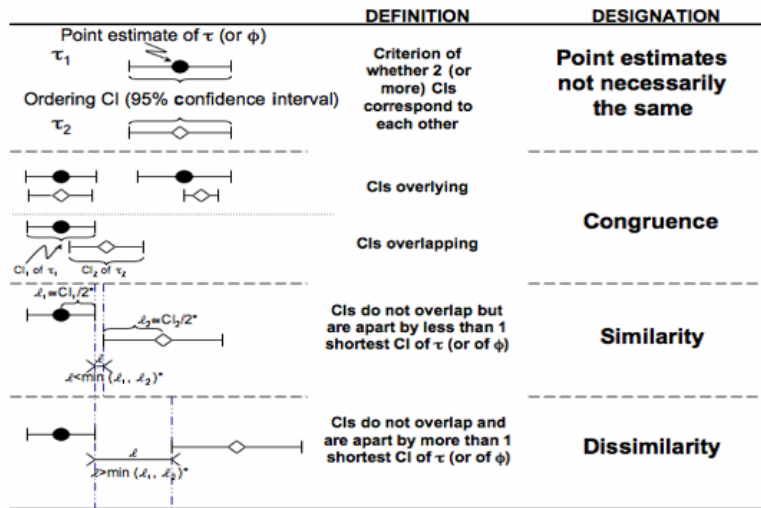 DEFINITION
DESIGNATION
Point estimate of τ (or ϕ)
τ₁
Ordering CI (95% confidence interval)
τ₂
Criterion of
whether 2 (or
more) CIs
correspond to
each other
Point estimates
not necessarily
the same
CIs overlying
CIs overlapping
Congruence
CI₁ of τ₁
CI₂ of τ₂
ℓ₁≅CI₁/2*
ℓ₂≅CI₂/2*
ℓ
ℓ<min (ℓ₁, ℓ₂)*
CIs do not overlap but
are apart by less than 1
shortest CI of τ (or of ϕ)
Similarity
ℓ
ℓ>min (ℓ₁, ℓ₂)*
CIs do not overlap and
are apart by more than 1
shortest CI of τ (or of ϕ)
Dissimilarity